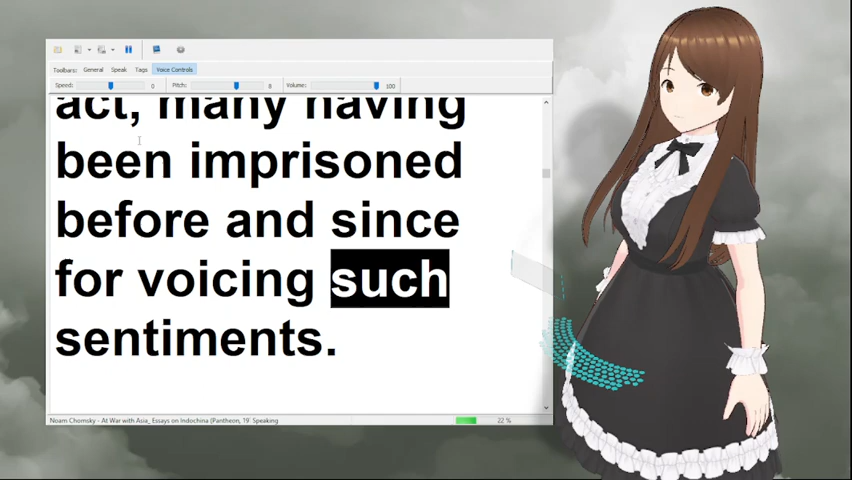 Toolbars: General Speak Tags Voice Controls
Speed: 0 Pitch: 8 Volume: 100
act, many having
been imprisoned
before and since
for voicing such
sentiments.
Noam Chomsky - At War with Asia_ Essays on Indochina (Pantheon, 19 Speaking 22 %